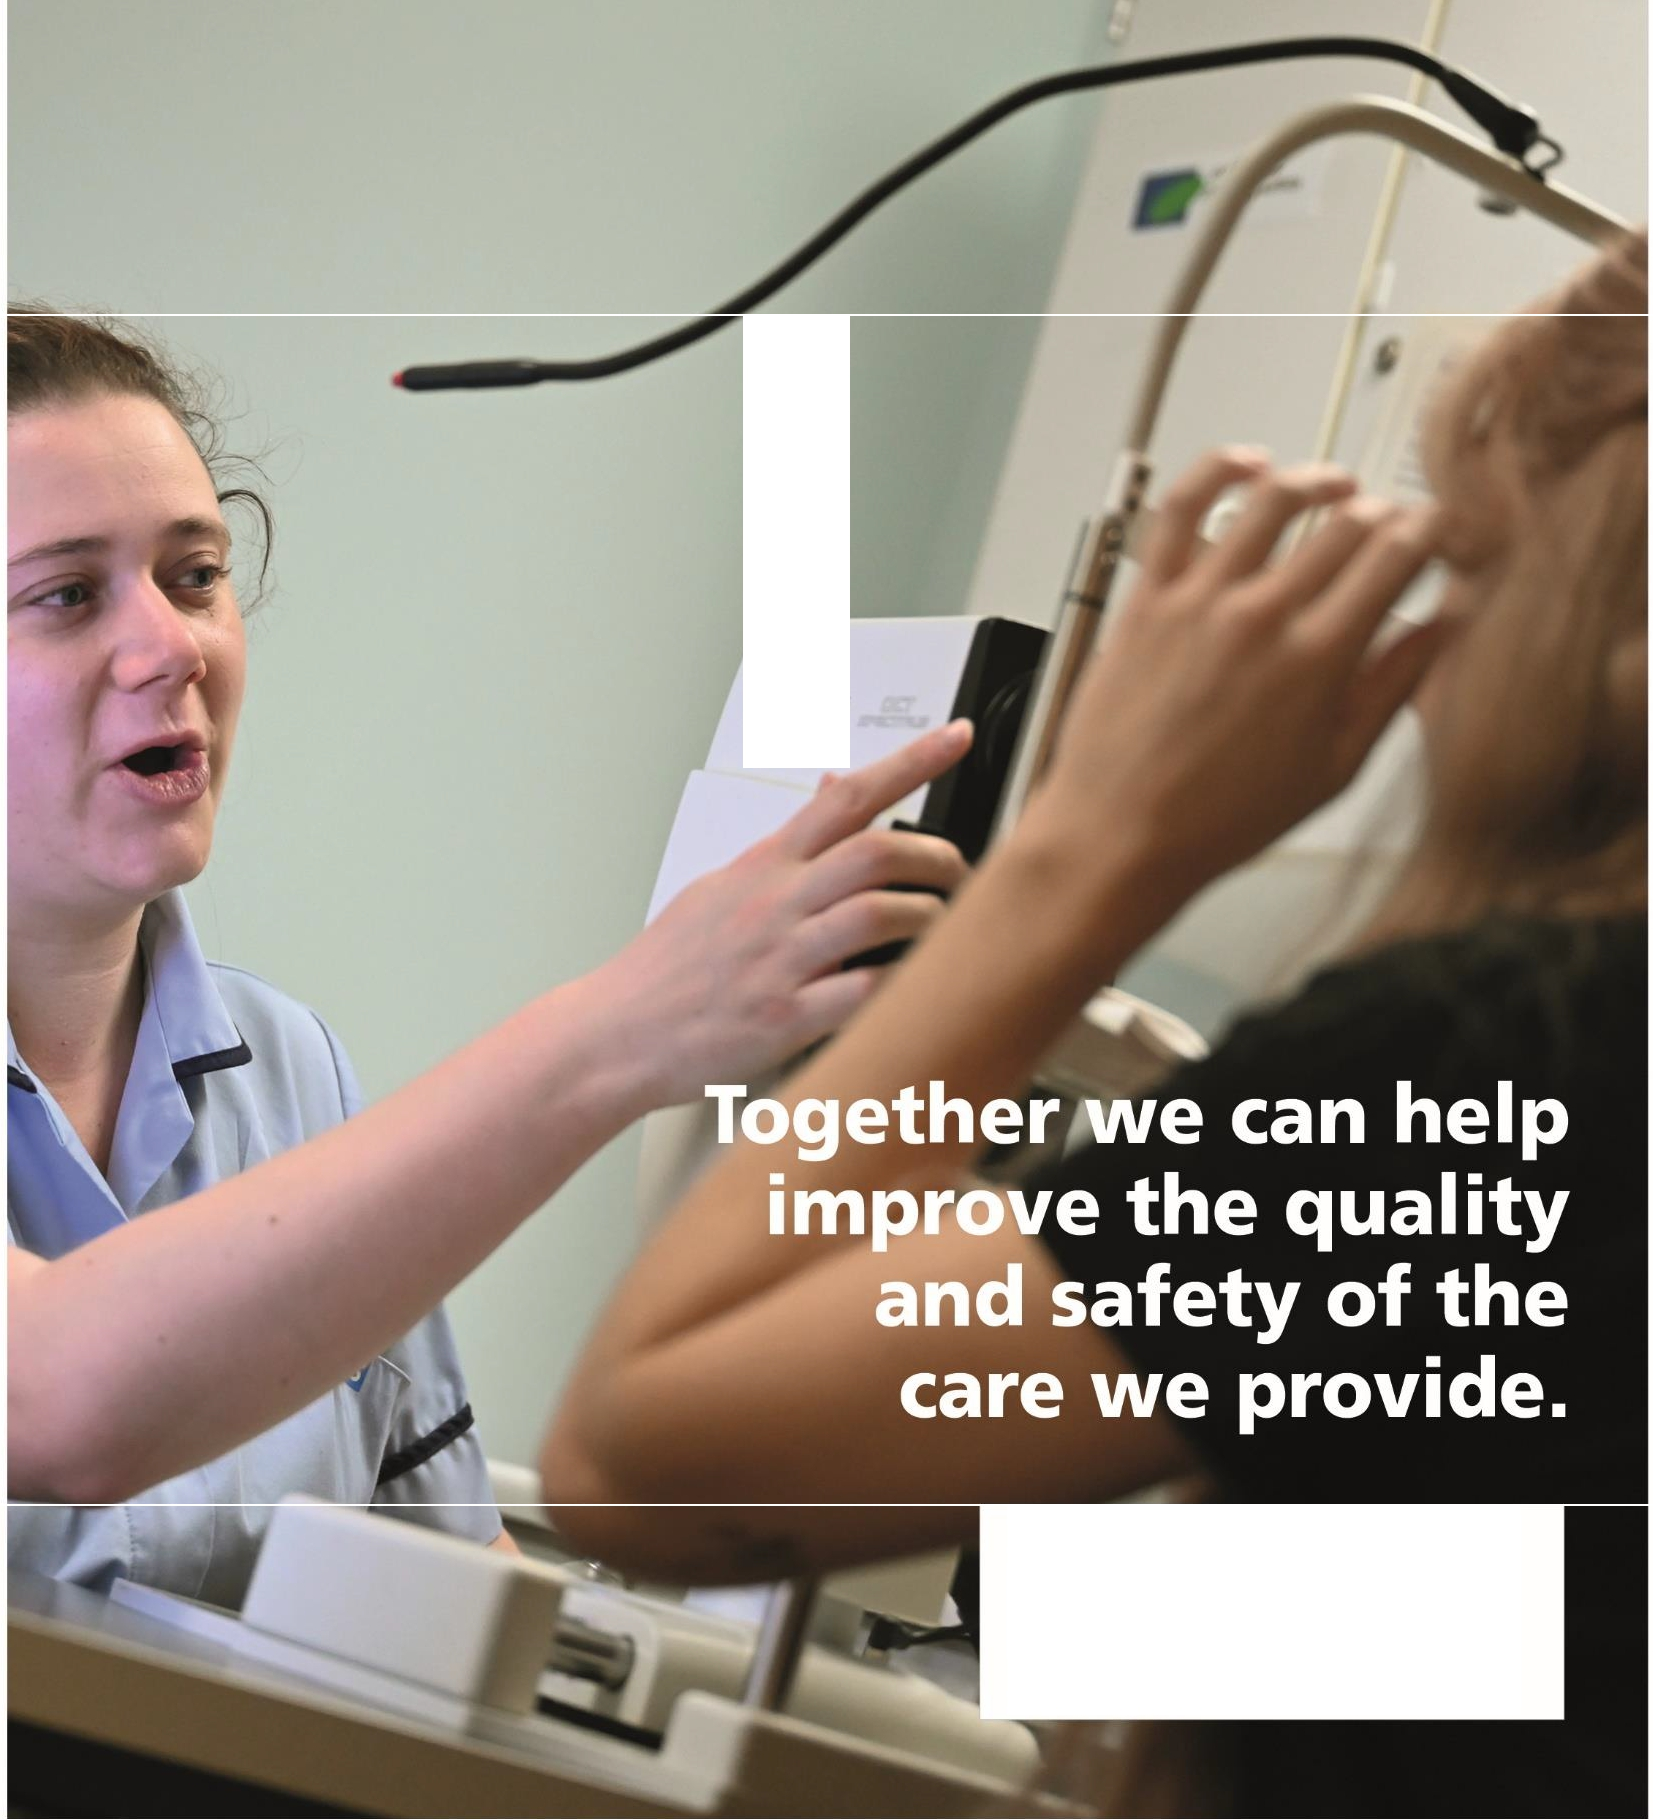 Together we can help
improve the quality
and safety of the
care we provide.